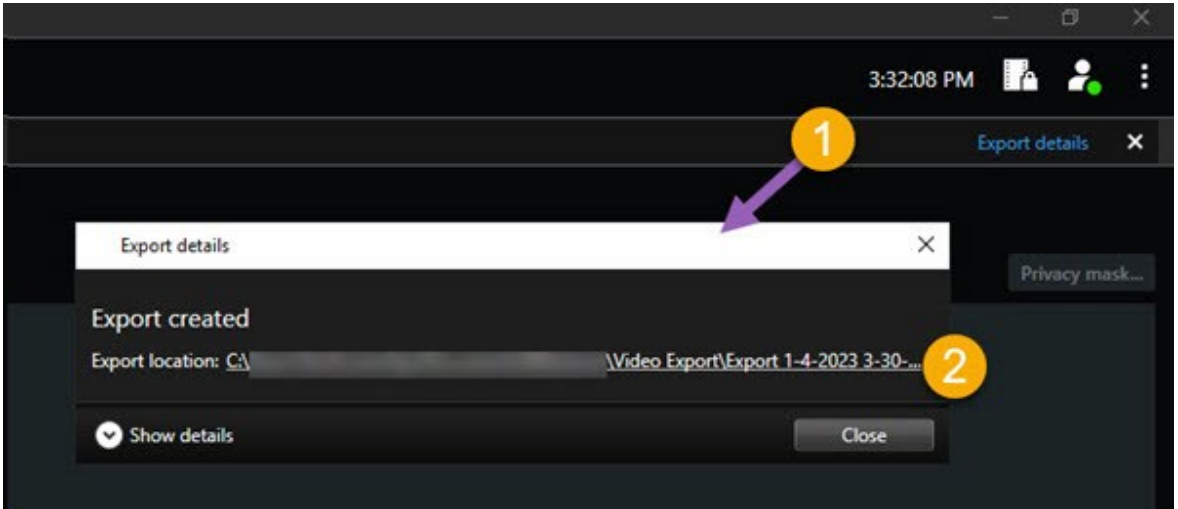 3:32:08 PM
1
Export details
Export details
Privacy mask...
Export created
Export location: C:\ \Video Export\Export 1-4-2023 3-30-...
2
Show details
Close